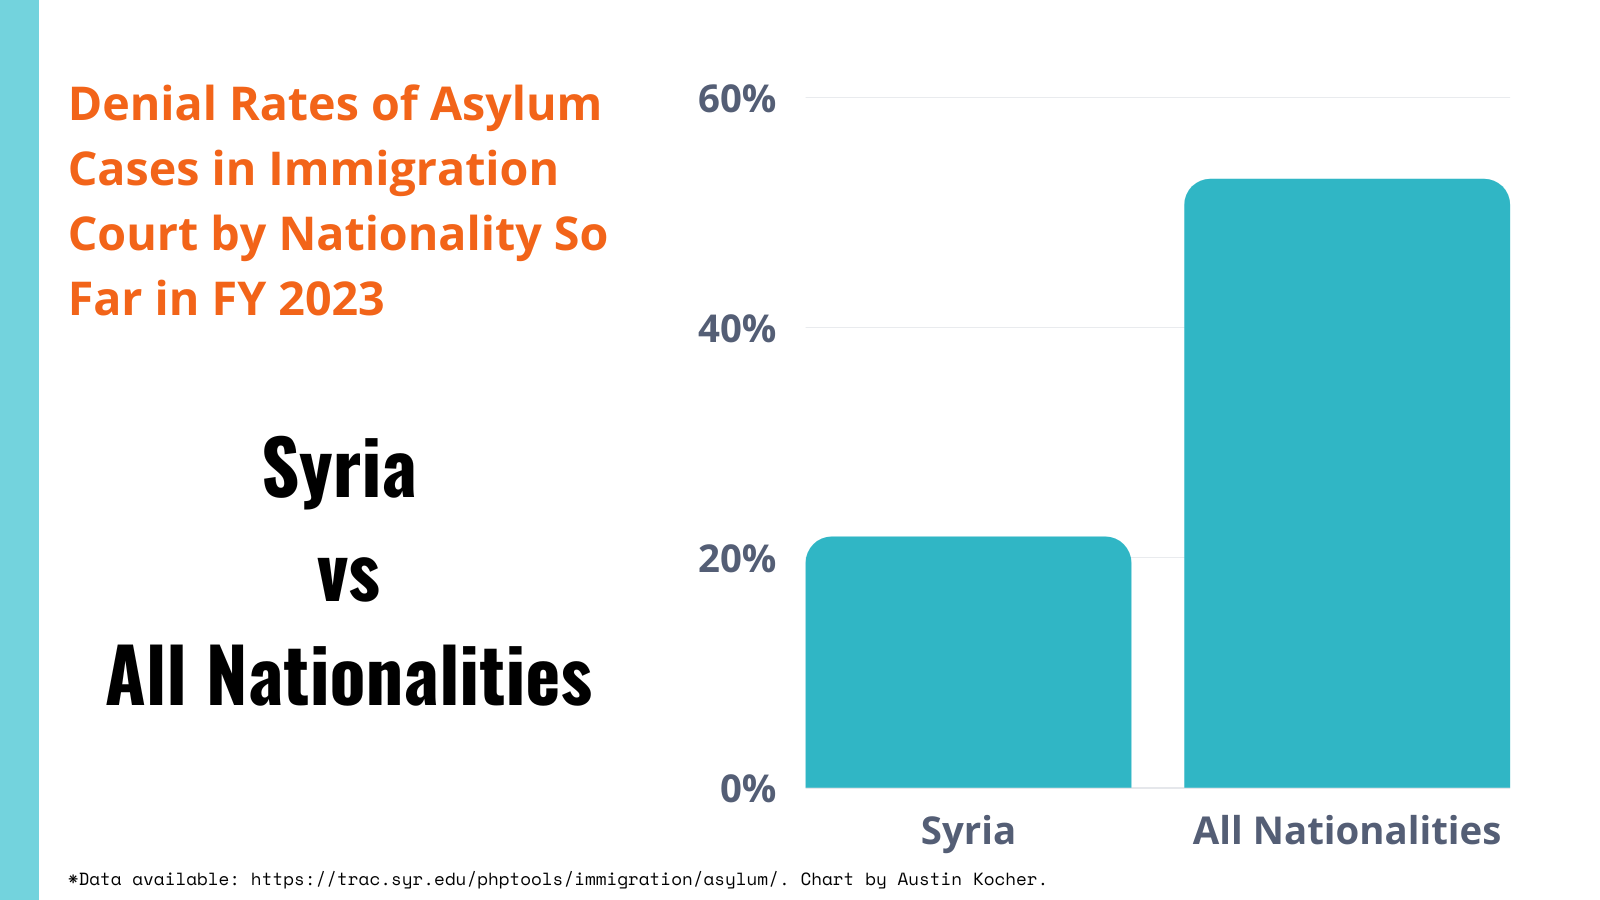 Denial Rates of Asylum
Cases in Immigration
Court by Nationality So
Far in FY 2023
Syria
vs
All Nationalities
60%
40%
20%
0%
Syria
All Nationalities
*Data available: https://trac.syr.edu/phptools/immigration/asylum/. Chart by Austin Kocher.